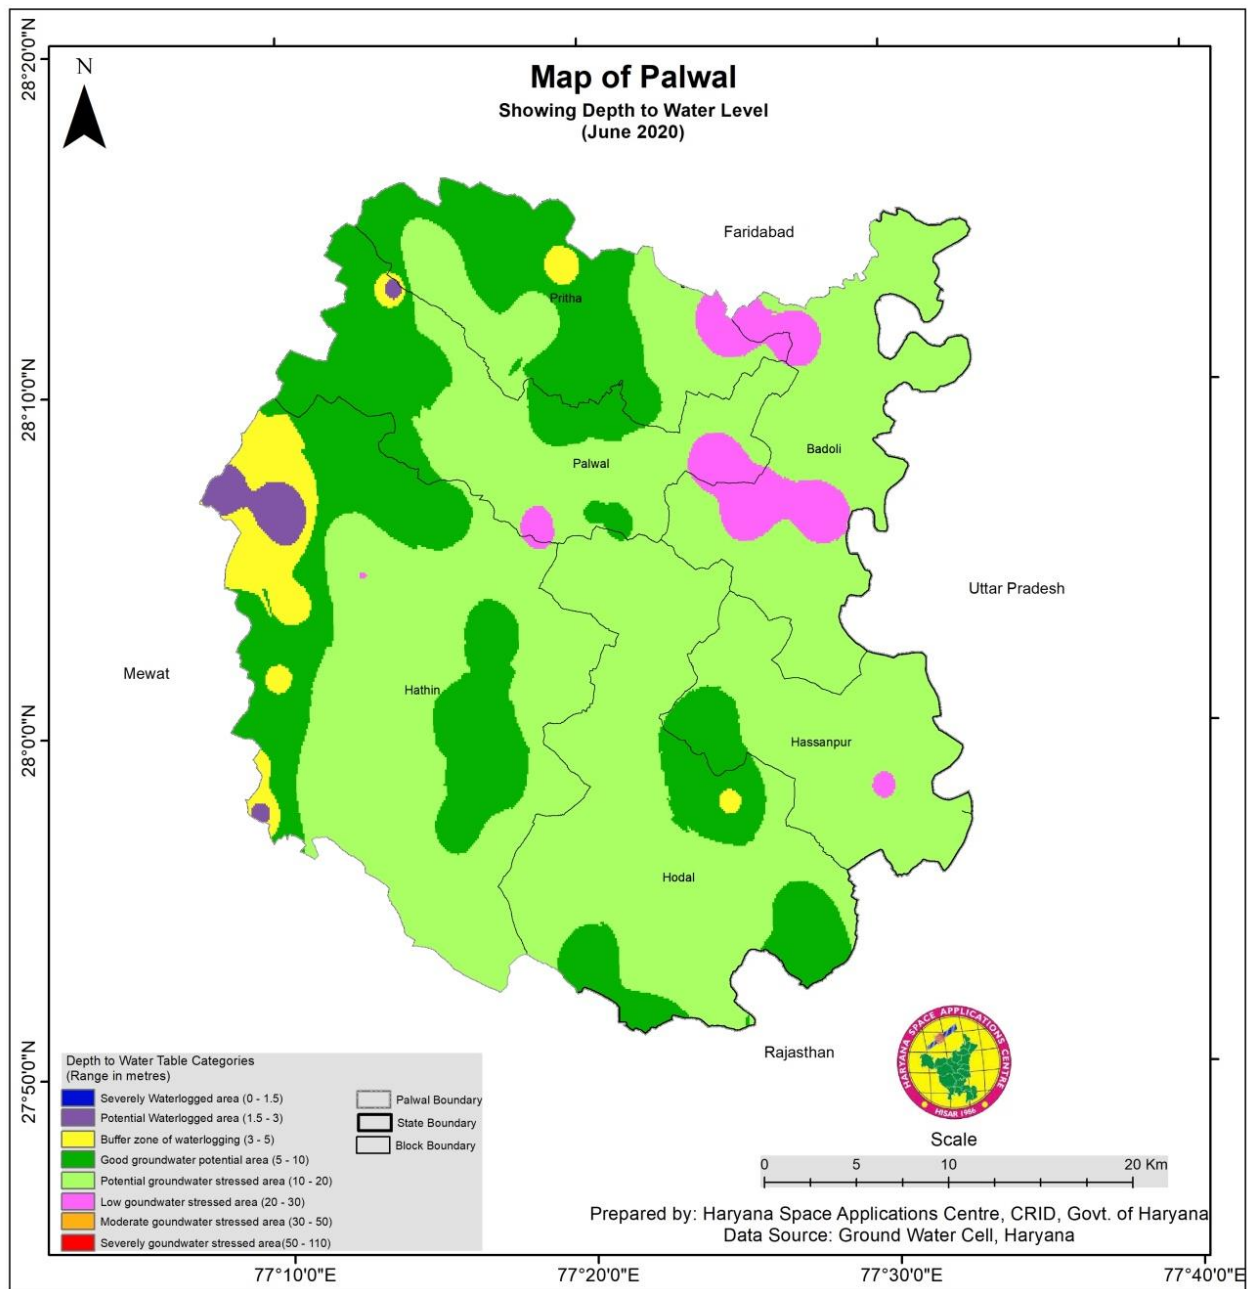 Map of Palwal
Showing Depth to Water Level
(June 2020)
N
28°20'0"N
28°10'0"N
28°0'0"N
27°50'0"N
Faridabad
Pritha
Badoli
Palwal
Uttar Pradesh
Mewat
Hathin
Hassanpur
Hodal
Rajasthan
HARYANA SPACE APPLICATIONS CENTRE
HISAR 1986
Depth to Water Table Categories
(Range in metres)
Severely Waterlogged area (0 - 1.5)
Potential Waterlogged area (1.5 - 3)
Buffer zone of waterlogging (3 - 5)
Good groundwater potential area (5 - 10)
Potential groundwater stressed area (10 - 20)
Low goundwater stressed area (20 - 30)
Moderate goundwater stressed area (30 - 50)
Severely goundwater stressed area(50 - 110)
Palwal Boundary
State Boundary
Block Boundary
Scale
0 5 10 20 Km
Prepared by: Haryana Space Applications Centre, CRID, Govt. of Haryana
Data Source: Ground Water Cell, Haryana
77°10'0"E 77°20'0"E 77°30'0"E 77°40'0"E